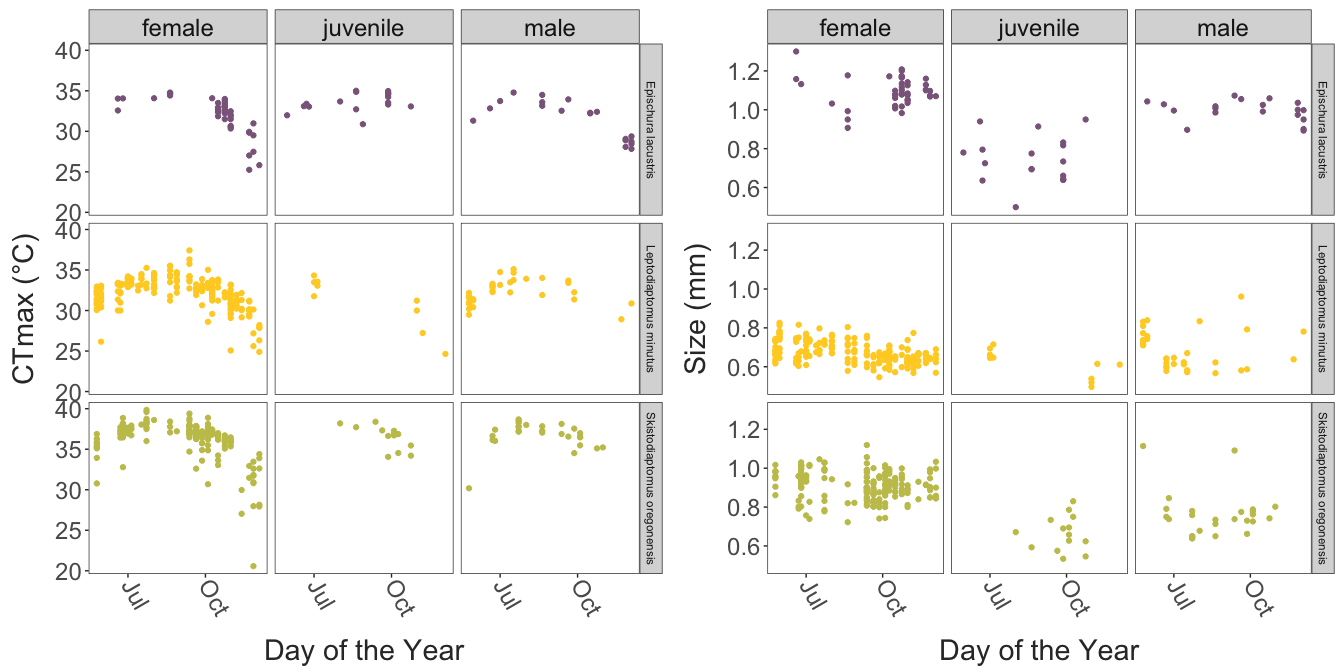 female juvenile male
CTmax (°C)
40
35
30
25
20
Epischura lacustris
40
35
30
25
20
Leptodiaptomus minutus
40
35
30
25
20
Skistodiaptomus oregonensis
Jul Oct Jul Oct Jul Oct
Day of the Year
female juvenile male
Size (mm)
1.2
1.0
0.8
0.6
Epischura lacustris
1.2
1.0
0.8
0.6
Leptodiaptomus minutus
1.2
1.0
0.8
0.6
Skistodiaptomus oregonensis
Jul Oct Jul Oct Jul Oct
Day of the Year